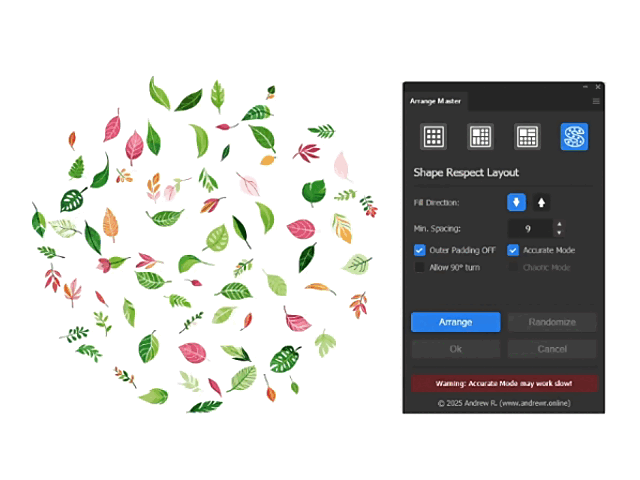 Arrange Master
Shape Respect Layout
Fill Direction:
Min. Spacing: 9
Outer Padding OFF Accurate Mode
Allow 90° turn Chaotic Mode
Arrange Randomize
Ok Cancel
Warning: Accurate Mode may work slow!
© 2025 Andrew R. (www.andrewr.online)